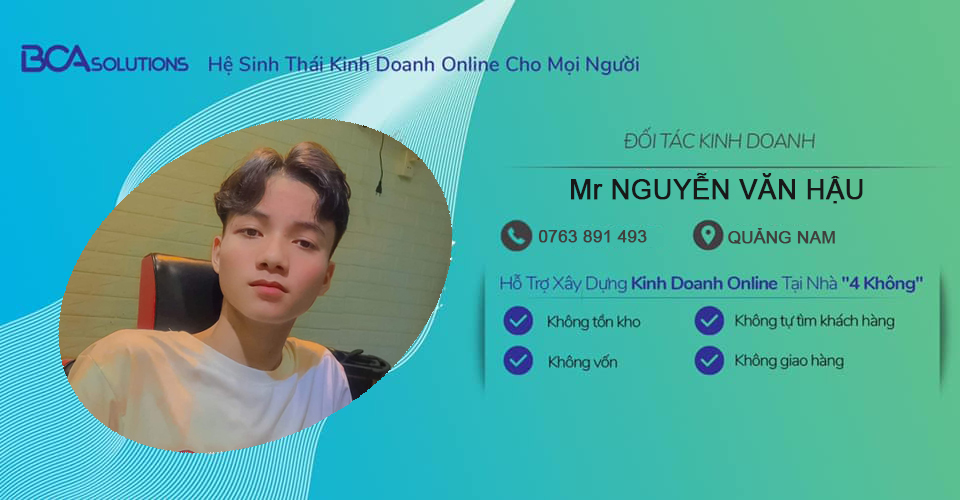 BCA SOLUTIONS Hệ Sinh Thái Kinh Doanh Online Cho Mọi Người
ĐỐI TÁC KINH DOANH
Mr NGUYỄN VĂN HẬU
0763 891 493 QUẢNG NAM
Hỗ Trợ Xây Dựng Kinh Doanh Online Tại Nhà "4 Không"
Không tồn kho Không tự tìm khách hàng
Không vốn Không giao hàng